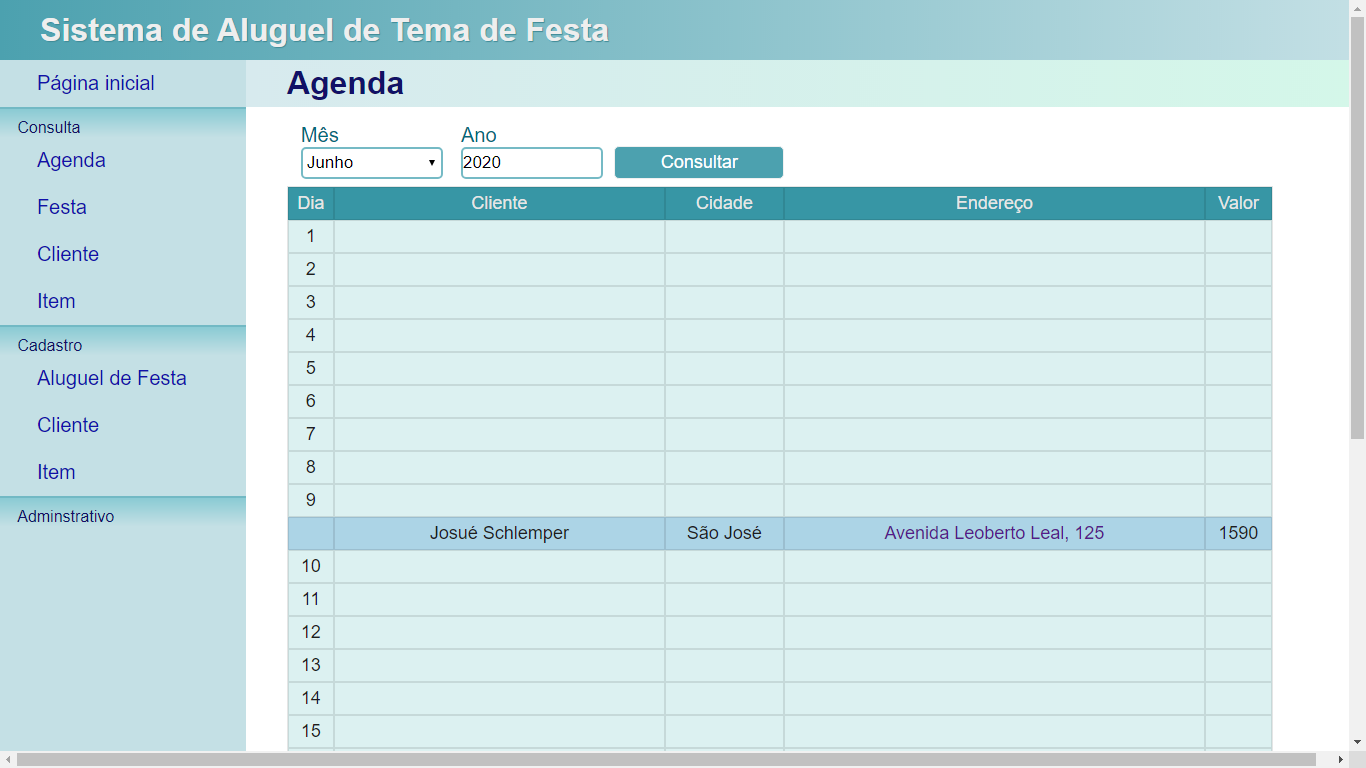 Sistema de Aluguel de Tema de Festa
Página inicial
Consulta
Agenda
Festa
Cliente
Item
Cadastro
Aluguel de Festa
Cliente
Item
Adminstrativo
Agenda
Mês Ano
Junho 2020 Consultar
Dia Cliente Cidade Endereço Valor
1
2
3
4
5
6
7
8
9
Josué Schlemper São José Avenida Leoberto Leal, 125 1590
10
11
12
13
14
15